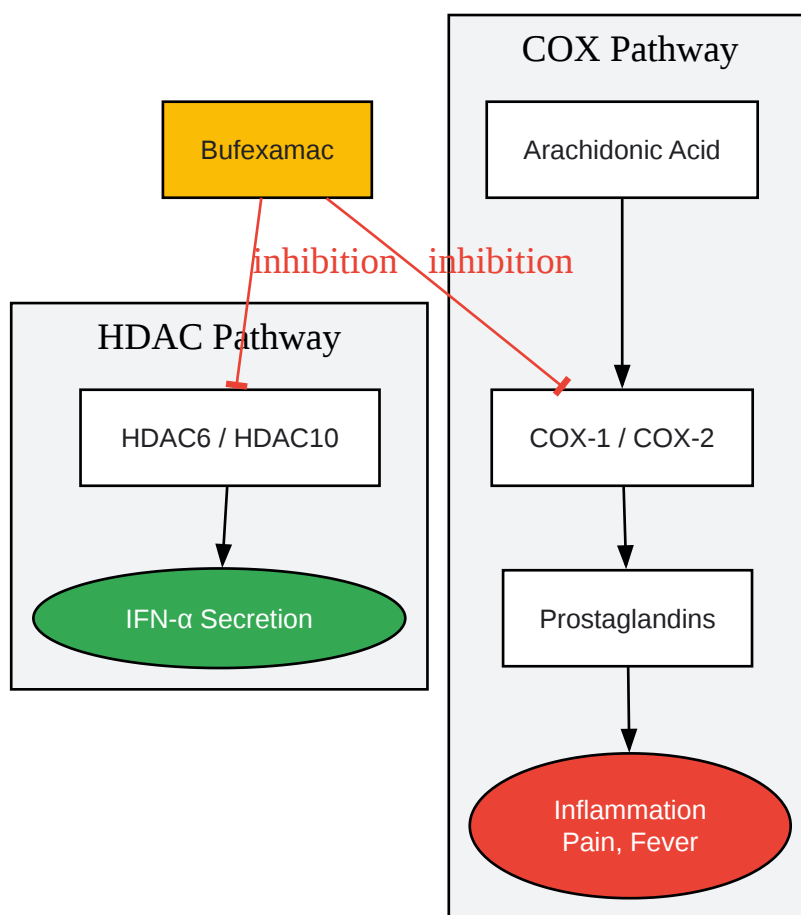 COX Pathway
Bufexamac
Arachidonic Acid
inhibition
inhibition
HDAC Pathway
HDAC6 / HDAC10
COX-1 / COX-2
IFN-α Secretion
Prostaglandins
Inflammation
Pain, Fever